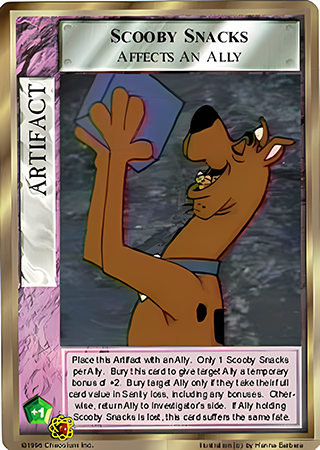 SCOOBY SNACKS
AFFECTS AN ALLY
ARTIFACT
Place this Artifact with an Ally. Only 1 Scooby Snacks
per Ally. Bury this card to give target Ally a temporary
bonus of +2. Bury target Ally only if they take their full
card value in Sanity loss, including any bonuses. Other-
wise, return Ally to Investigator's side. If Ally holding
Scooby Snacks is lost, this card suffers the same fate.
+1
©1996 Chaosium Inc.
Illustration (c) by Hanna Barbera